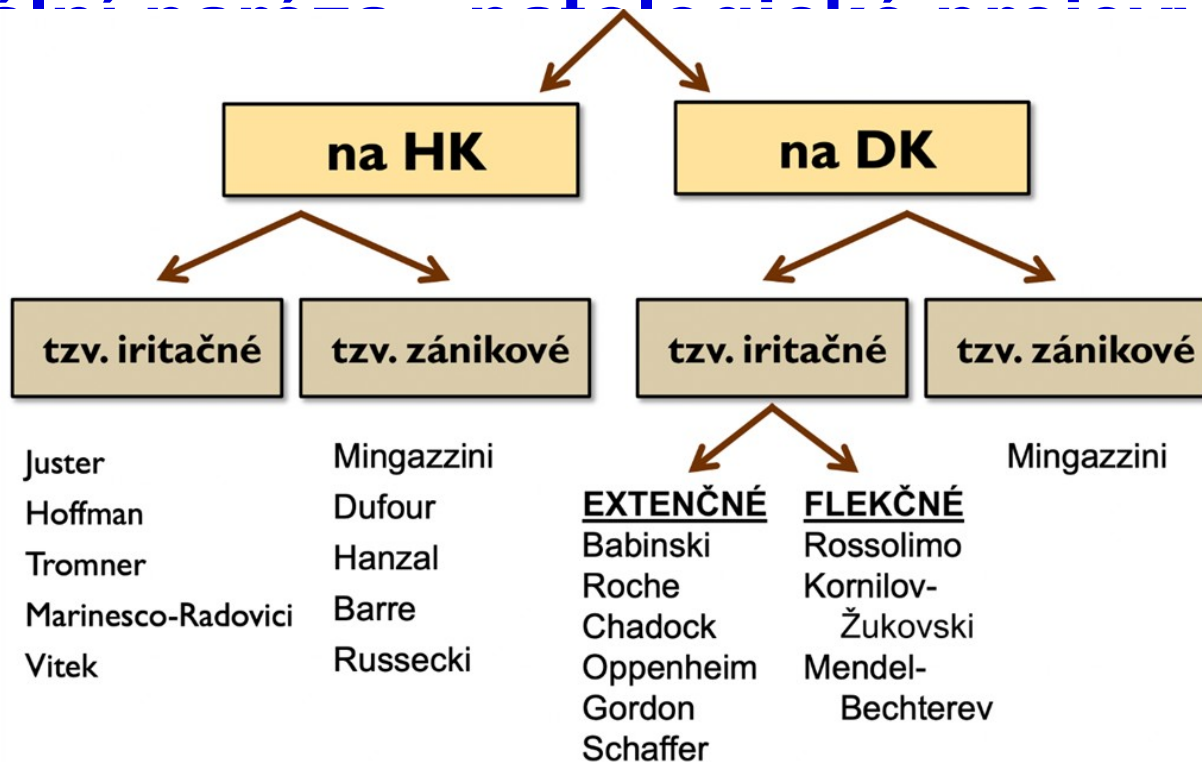 na HK
na DK
tzv. iritačné
tzv. zánikové
tzv. iritačné
tzv. zánikové
Juster
Hoffman
Tromner
Marinesco-Radovici
Vitek
Mingazzini
Dufour
Hanzal
Barre
Russecki
EXTENČNÉ
Babinski
Roche
Chadock
Oppenheim
Gordon
Schaffer
FLEKČNÉ
Rossolimo
Kornilov-
Žukovski
Mendel-
Bechterev
Mingazzini